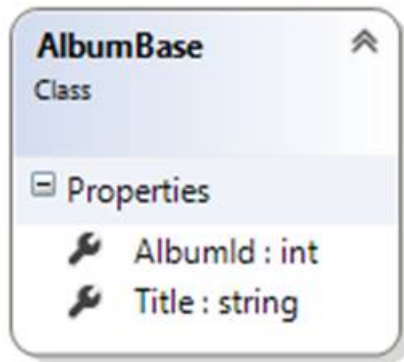 AlbumBase
Class
Properties
AlbumId : int
Title : string